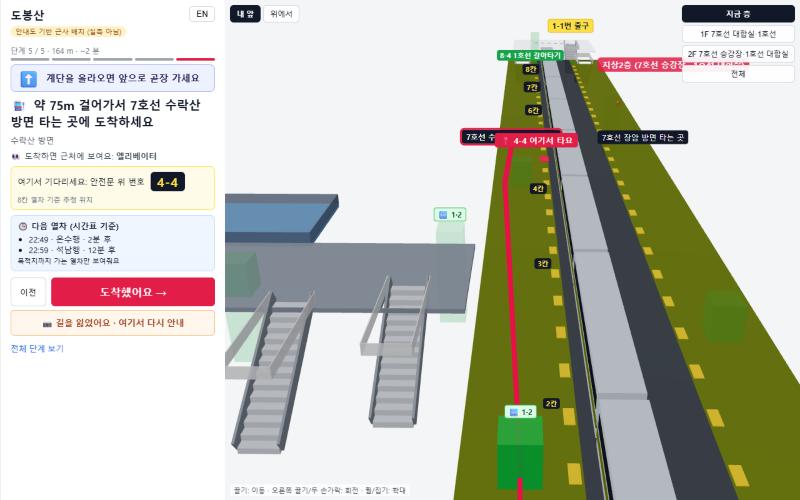 도봉산
EN
안내도 기반 근사 배치 (실측 아님)
단계 5 / 5 · 164 m · ~2 분
계단을 올라오면 앞으로 곧장 가세요
약 75m 걸어가서 7호선 수락산
방면 타는 곳에 도착하세요
수락산 방면
도착하면 근처에 보여요: 엘리베이터
여기서 기다리세요: 안전문 위 번호 4-4
8칸 열차 기준 추정 위치
다음 열차 (시간표 기준)
22:49 · 온수행 · 2분 후
22:59 · 석남행 · 12분 후
목적지까지 가는 열차만 보여줘요
이전
도착했어요 →
길을 잃었어요 · 여기서 다시 안내
전체 단계 보기
내 앞
위에서
1-1번 출구
8-4 1호선 갈아타기
지상2층 (7호선 승강장
8칸
7칸
6칸
7호선 수
4-4 여기서 타요
7호선 장암 방면 타는 곳
4칸
1-2
3칸
2칸
1-2
지금 층
1F 7호선 대합실·1호선
2F 7호선 승강장·1호선 대합실·
전체
끌기: 이동 · 오른쪽 끌기/두 손가락: 회전 · 휠/집기: 확대